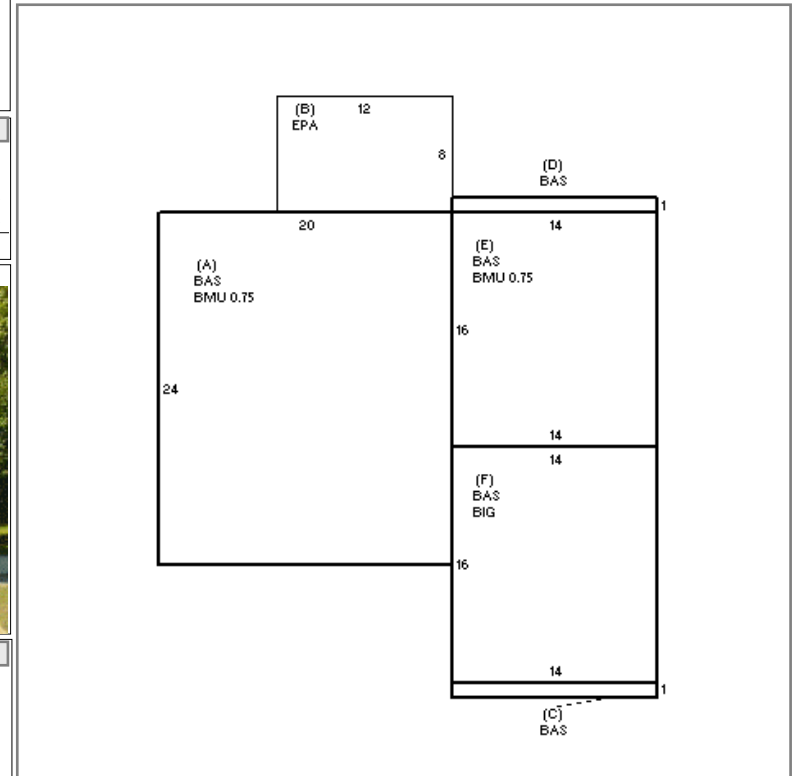 (B) 12
EPA
8
(D)
BAS
1
20
14
(E)
BAS
BMU 0.75
(A)
BAS
BMU 0.75
16
24
14
14
(F)
BAS
BIG
16
14
1
(C)
BAS